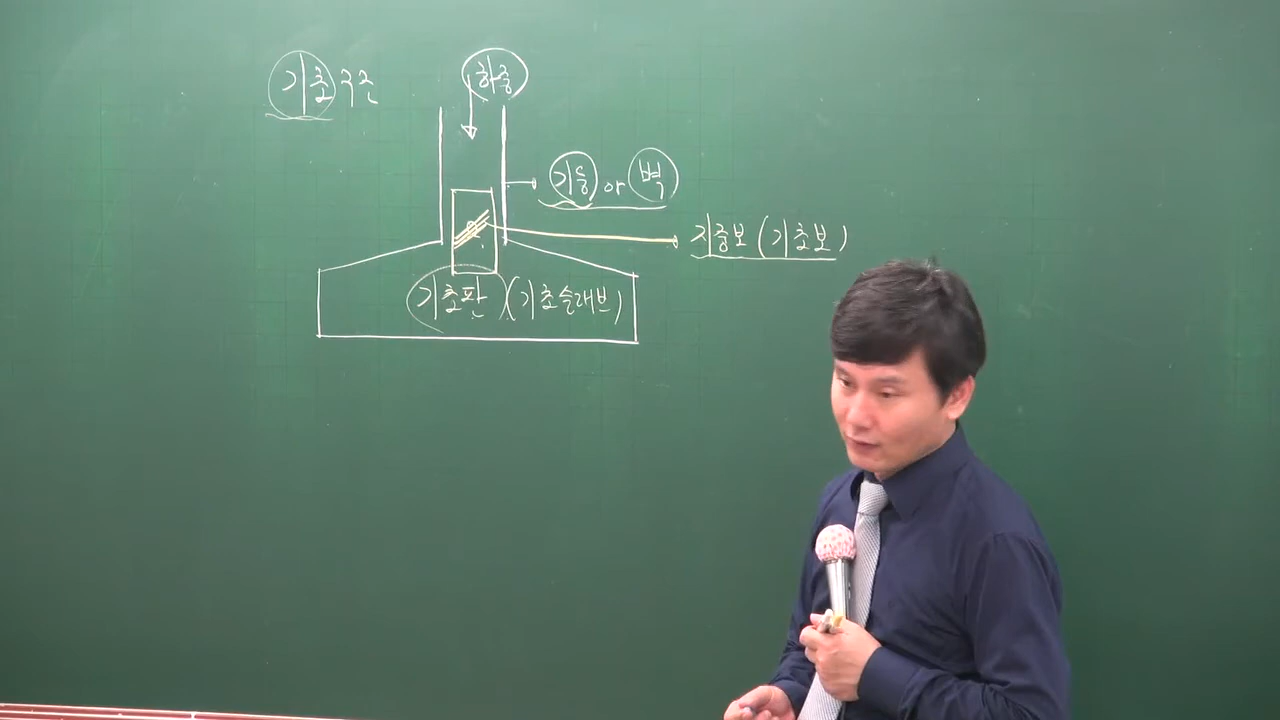 기초구조
하중
기둥 or 벽
지중보(기초보)
기초판(기초슬래브)